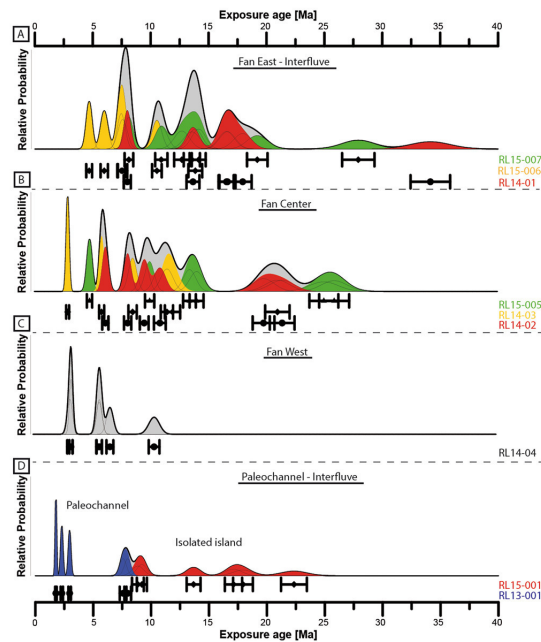 Exposure age [Ma]
A
0 5 10 15 20 25 30 35 40
Fan East - Interfluve
Relative Probability
RL15-007
RL15-006
RL14-01
B
Fan Center
Relative Probability
RL15-005
RL14-03
RL14-02
C
Fan West
Relative Probability
RL14-04
D
Paleochannel - Interfluve
Relative Probability
Paleochannel
Isolated island
RL15-001
RL13-001
0 5 10 15 20 25 30 35 40
Exposure age [Ma]